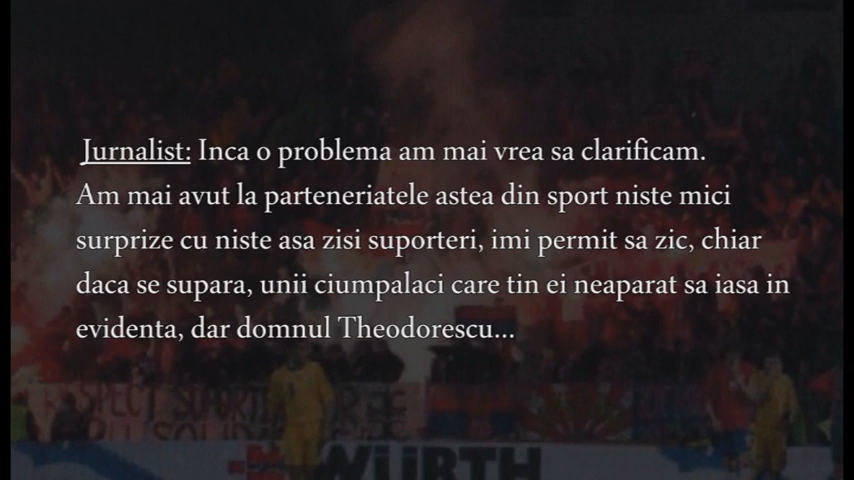 Jurnalist: Inca o problema am mai vrea sa clarificam.
Am mai avut la parteneriatele astea din sport niste mici
surprize cu niste asa zisi suporteri, imi permit sa zic, chiar
daca se supara, unii ciumpalaci care tin ei neaparat sa iasa in
evidenta, dar domnul Theodorescu...
WÜRTH